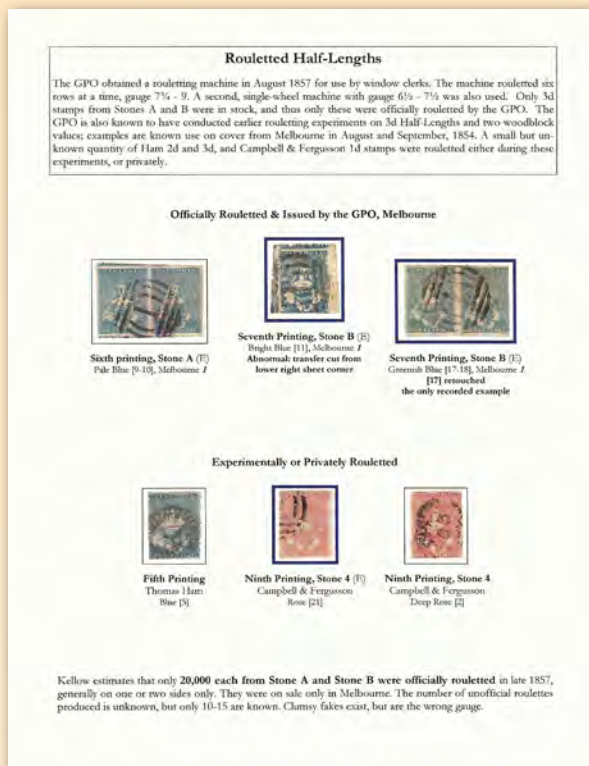 Rouletted Half-Lengths
The GPO obtained a rouletting machine in August 1857 for use by window clerks. The machine rouletted six
rows at a time, gauge 7¾ - 9. A second, single-wheel machine with gauge 6½ - 7½ was also used. Only 3d
stamps from Stones A and B were in stock, and thus only these were officially rouletted by the GPO. The
GPO is also known to have conducted earlier rouletting experiments on 3d Half-Lengths and two woodblock
values; examples are known use on cover from Melbourne in August and September, 1854. A small but un-
known quantity of Ham 2d and 3d, and Campbell & Fergusson 1d stamps were rouletted either during these
experiments, or privately.
Officially Rouletted & Issued by the GPO, Melbourne
Sixth printing, Stone A (E)
Pale Blue [9-10], Melbourne 1
Seventh Printing, Stone B (E)
Bright Blue [11], Melbourne 1
Abnormal: transfer cut from
lower right sheet corner
Seventh Printing, Stone B (E)
Greenish Blue [17-18], Melbourne 1
[17] retouched
the only recorded example
Experimentally or Privately Rouletted
Fifth Printing
Thomas Ham
Blue [5]
Ninth Printing, Stone 4 (E)
Campbell & Fergusson
Rose [21]
Ninth Printing, Stone 4
Campbell & Fergusson
Deep Rose [2]
Kellow estimates that only 20,000 each from Stone A and Stone B were officially rouletted in late 1857,
generally on one or two sides only. They were on sale only in Melbourne. The number of unofficial roulettes
produced is unknown, but only 10-15 are known. Clumsy fakes exist, but are the wrong gauge.